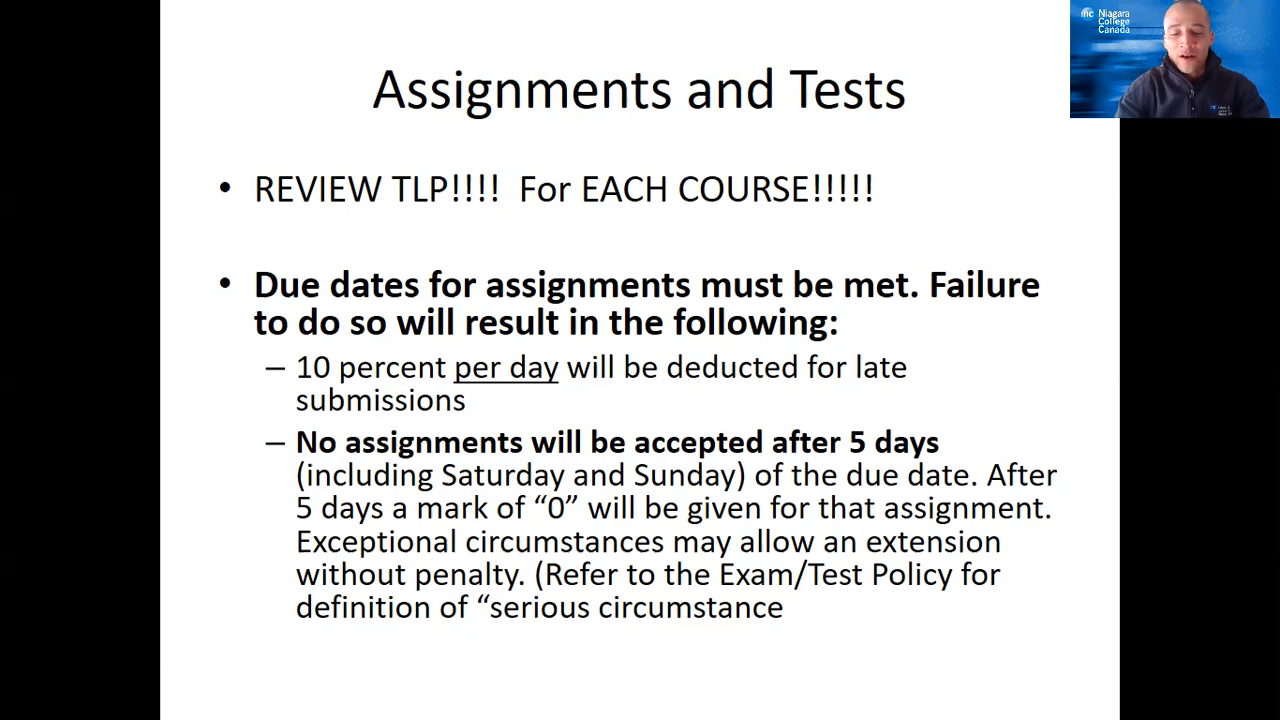 Niagara
College
Canada
Assignments and Tests
• REVIEW TLP!!!! For EACH COURSE!!!!!
• Due dates for assignments must be met. Failure
to do so will result in the following:
– 10 percent per day will be deducted for late
submissions
– No assignments will be accepted after 5 days
(including Saturday and Sunday) of the due date. After
5 days a mark of “0” will be given for that assignment.
Exceptional circumstances may allow an extension
without penalty. (Refer to the Exam/Test Policy for
definition of “serious circumstance